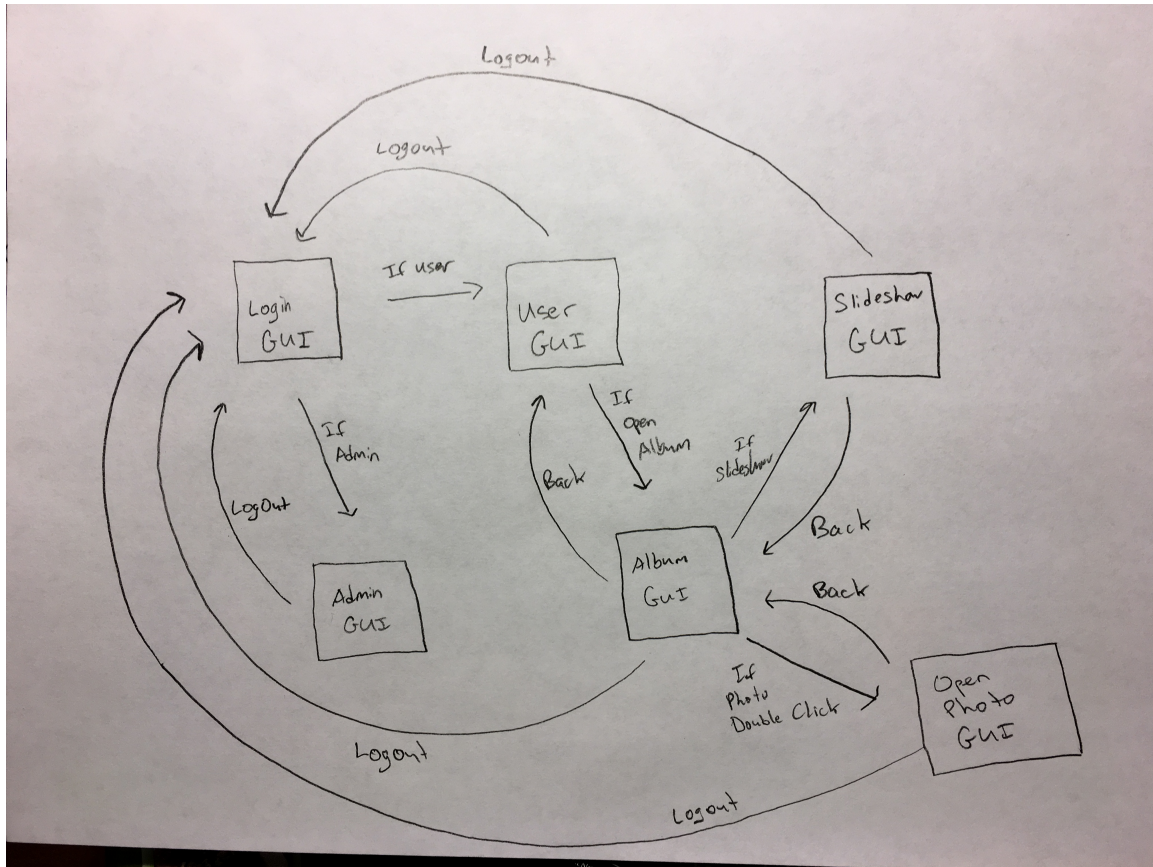 Logout
Logout
If user
Login
GUI
User
GUI
Slideshow
GUI
If
Admin
If
Open
Album
If
Slideshow
Back
LogOut
Back
Album
GUI
Admin
GUI
Back
If
Photo
Double Click
Open
Photo
GUI
Logout
Logout